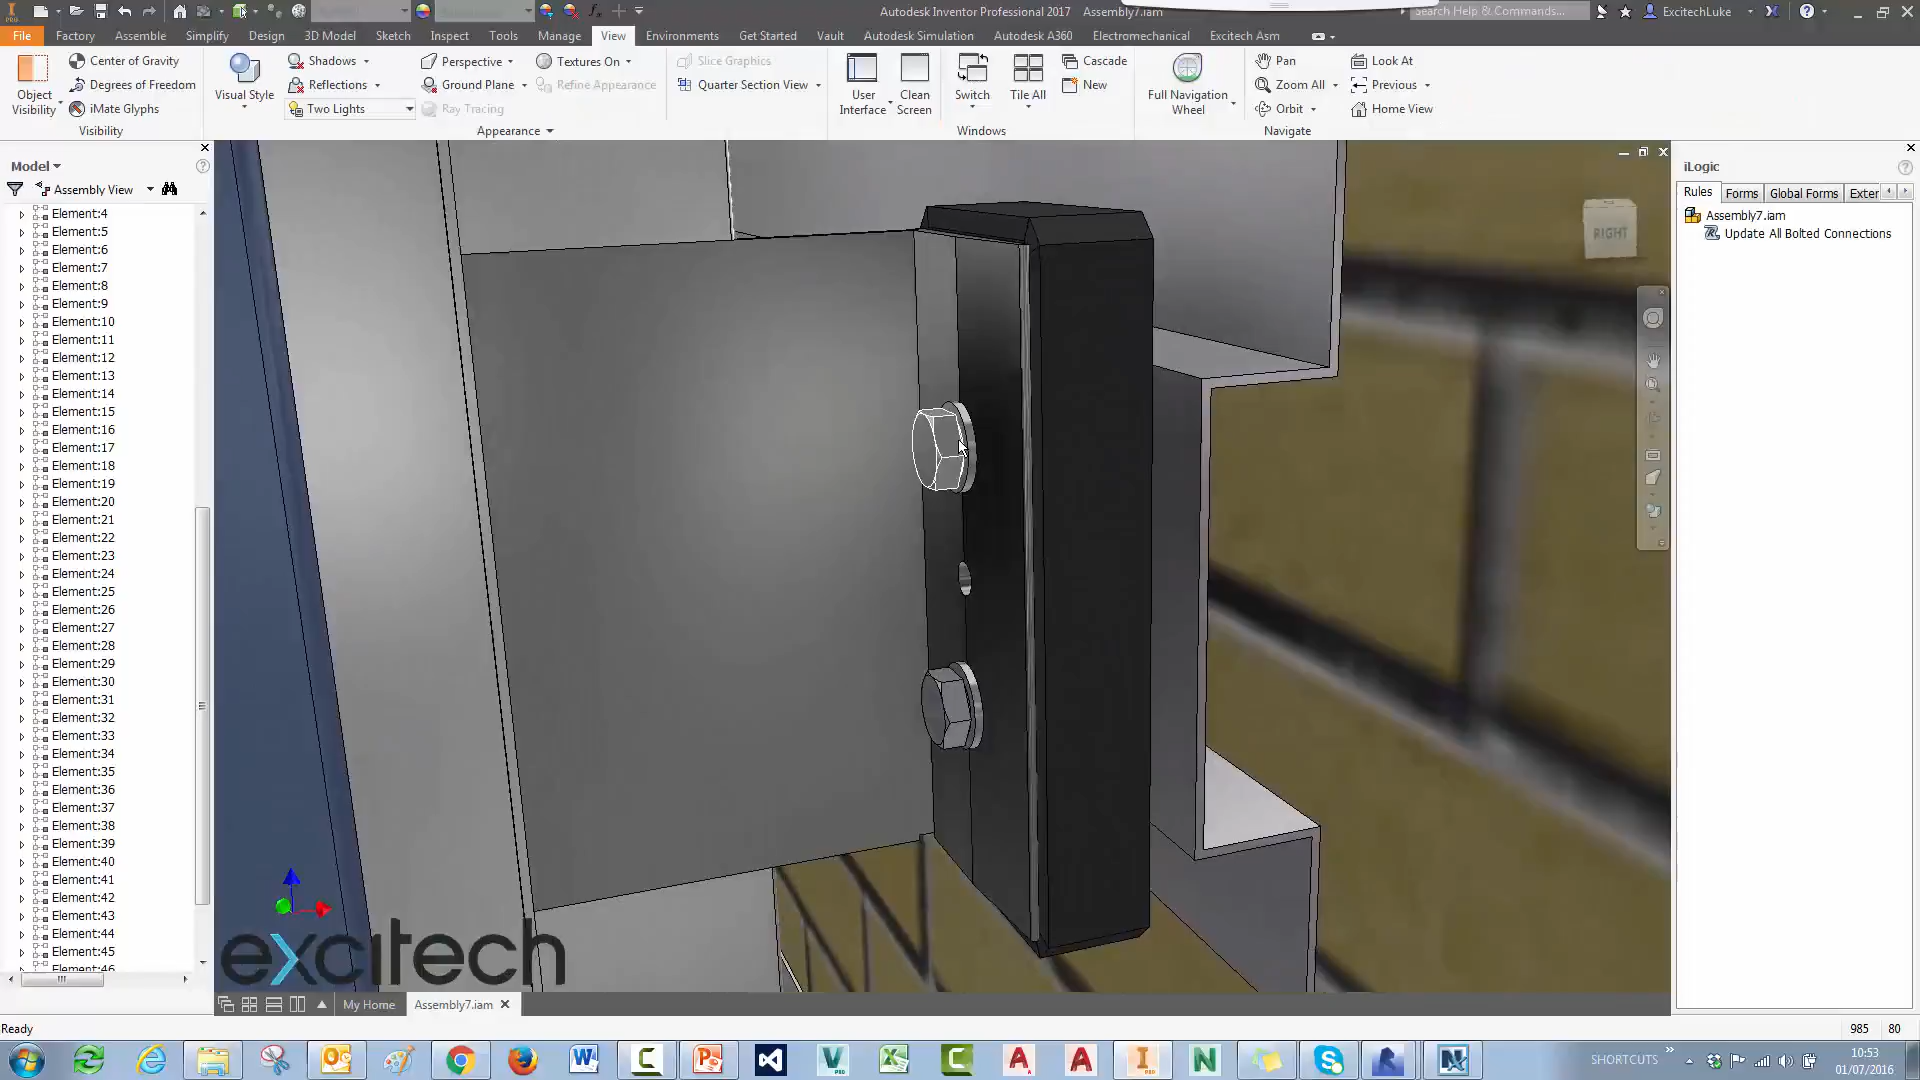 Autodesk Inventor Professional 2017 Assembly7.iam
Search Help & Commands...
ExcitechLuke
File Factory Assemble Simplify Design 3D Model Sketch Inspect Tools Manage View Environments Get Started Vault Autodesk Simulation Autodesk A360 Electromechanical Excitech Asm
Object Visibility
Center of Gravity
Degrees of Freedom
iMate Glyphs
Visibility
Visual Style
Shadows
Reflections
Two Lights
Perspective
Ground Plane
Ray Tracing
Textures On
Refine Appearance
Appearance
Slice Graphics
Quarter Section View
User Interface
Clean Screen
Switch
Tile All
Cascade
New
Windows
Full Navigation Wheel
Pan
Zoom All
Orbit
Look At
Previous
Home View
Navigate
Model
Assembly View
Element:4
Element:5
Element:6
Element:7
Element:8
Element:9
Element:10
Element:11
Element:12
Element:13
Element:14
Element:15
Element:16
Element:17
Element:18
Element:19
Element:20
Element:21
Element:22
Element:23
Element:24
Element:25
Element:26
Element:27
Element:28
Element:29
Element:30
Element:31
Element:32
Element:33
Element:34
Element:35
Element:36
Element:37
Element:38
Element:39
Element:40
Element:41
Element:42
Element:43
Element:44
Element:45
Element:46
RIGHT
iLogic
Rules Forms Global Forms Exter
Assembly7.iam
Update All Bolted Connections
excitech
My Home Assembly7.iam
Ready
985 80
SHORTCUTS
10:53
01/07/2016